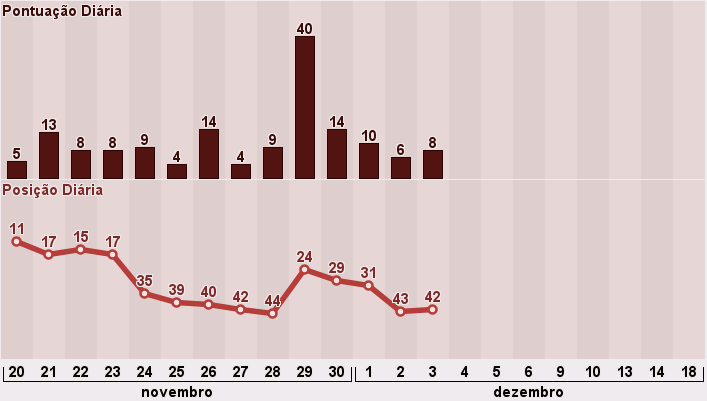 Pontuação Diária
5 13 8 8 9 4 14 4 9 40 14 10 6 8
Posição Diária
11 17 15 17 35 39 40 42 44 24 29 31 43 42
20 21 22 23 24 25 26 27 28 29 30 1 2 3 4 5 6 9 10 13 14 18
novembro dezembro